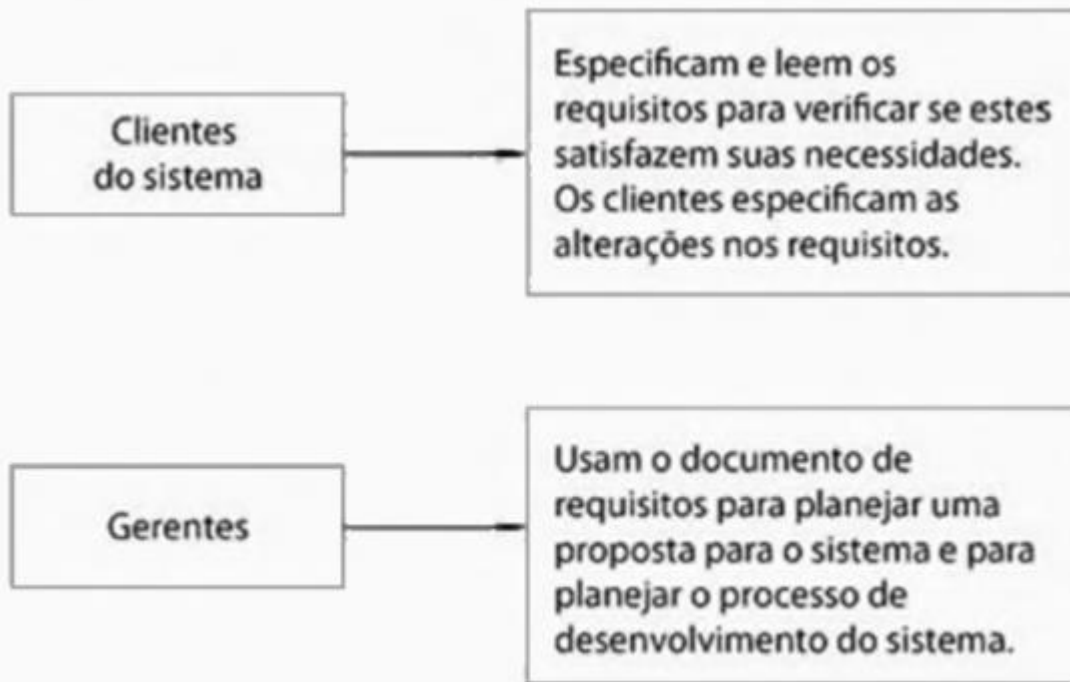 Clientes
do sistema
Especificam e leem os
requisitos para verificar se estes
satisfazem suas necessidades.
Os clientes especificam as
alterações nos requisitos.
Gerentes
Usam o documento de
requisitos para planejar uma
proposta para o sistema e para
planejar o processo de
desenvolvimento do sistema.